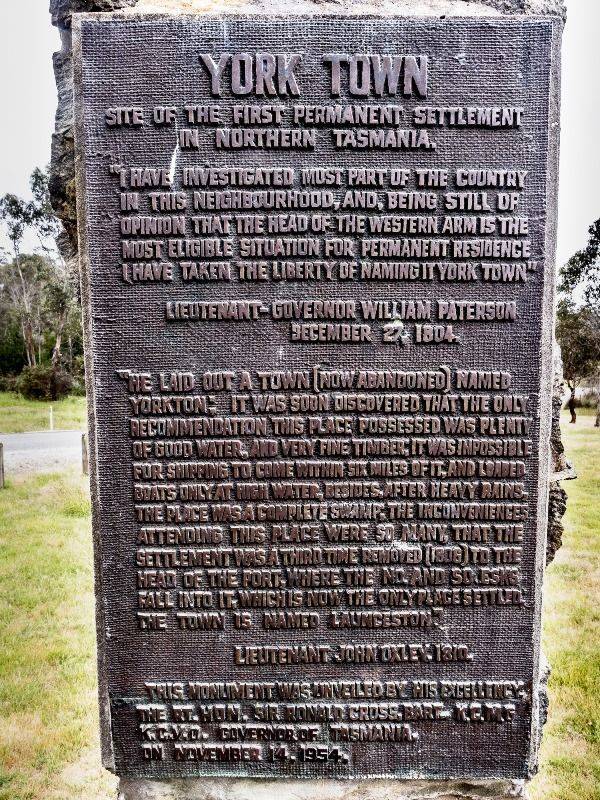 YORK TOWN
SITE OF THE FIRST PERMANENT SETTLEMENT
IN NORTHERN TASMANIA.
"I HAVE INVESTIGATED MOST PART OF THE COUNTRY
IN THIS NEIGHBOURHOOD, AND, BEING STILL OF
OPINION THAT THE HEAD OF THE WESTERN ARM IS THE
MOST ELIGIBLE SITUATION FOR PERMANENT RESIDENCE
I HAVE TAKEN THE LIBERTY OF NAMING IT YORK TOWN"
LIEUTENANT-GOVERNOR WILLIAM PATERSON
DECEMBER 27, 1804.
"HE LAID OUT A TOWN (NOW ABANDONED) NAMED
YORKTON". IT WAS SOON DISCOVERED THAT THE ONLY
RECOMMENDATION THIS PLACE POSSESSED WAS PLENTY
OF GOOD WATER, AND VERY FINE TIMBER, IT WAS IMPOSSIBLE
FOR SHIPPING TO COME WITHIN SIX MILES OF IT, AND LOADED
BOATS ONLY AT HIGH WATER, BESIDES, AFTER HEAVY RAINS,
THE PLACE WAS A COMPLETE SWAMP. THE INCONVENIENCES
ATTENDING THIS PLACE WERE SO MANY, THAT THE
SETTLEMENT WAS A THIRD TIME REMOVED (1806) TO THE
HEAD OF THE PORT, WHERE THE NO. AND SO. ESKS
FALL INTO IT, WHICH IS NOW THE ONLY PLACE SETTLED,
THE TOWN IS NAMED LAUNCESTON."
LIEUTENANT JOHN OXLEY. 1810.
THIS MONUMENT WAS UNVEILED BY HIS EXCELLENCY,
THE RT. HON. SIR RONALD CROSS, BART. K.C.M.G
K.C.V.O. GOVERNOR OF TASMANIA.
ON NOVEMBER 14, 1954.